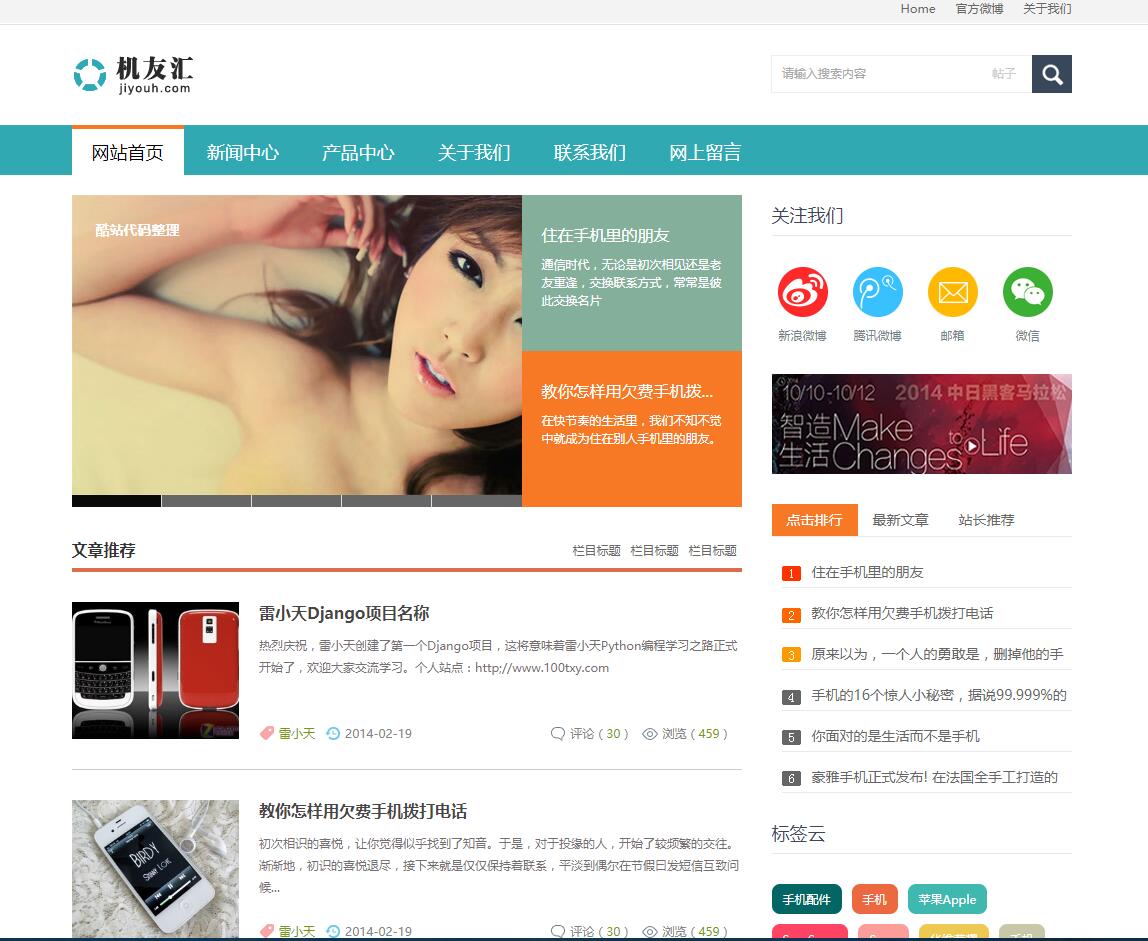 Home 官方微博 关于我们
机友汇
jiyouh.com
请输入搜索内容 帖子
网站首页 新闻中心 产品中心 关于我们 联系我们 网上留言
酷站代码整理
住在手机里的朋友
通信时代，无论是初次相见还是老
友重逢，交换联系方式，常常是彼
此交换名片
教你怎样用欠费手机拨...
在快节奏的生活里，我们不知不觉
中就成为住在别人手机里的朋友。
关注我们
新浪微博 腾讯微博 邮箱 微信
2014
10/10-10/12 2014 中日黑客马拉松
智造Make
生活Changes to Life
点击排行 最新文章 站长推荐
1 住在手机里的朋友
2 教你怎样用欠费手机拨打电话
3 原来以为，一个人的勇敢是，删掉他的手
4 手机的16个惊人小秘密，据说99.999%的
5 你面对的是生活而不是手机
6 豪雅手机正式发布! 在法国全手工打造的
标签云
手机配件 手机 苹果Apple
文章推荐 栏目标题 栏目标题 栏目标题
雷小天Django项目名称
热烈庆祝，雷小天创建了第一个Django项目，这将意味着雷小天Python编程学习之路正式
开始了，欢迎大家交流学习。个人站点：http://www.100txy.com
雷小天 2014-02-19 评论 ( 30 ) 浏览 ( 459 )
BIRDY
SKINNY LOVE
教你怎样用欠费手机拨打电话
初次相识的喜悦，让你觉得似乎找到了知音。于是，对于投缘的人，开始了较频繁的交往。
渐渐地，初识的喜悦退尽，接下来就是仅仅保持着联系，平淡到偶尔在节假日发短信互致问
候...
雷小天 2014-02-19 评论 ( 30 ) 浏览 ( 459 )